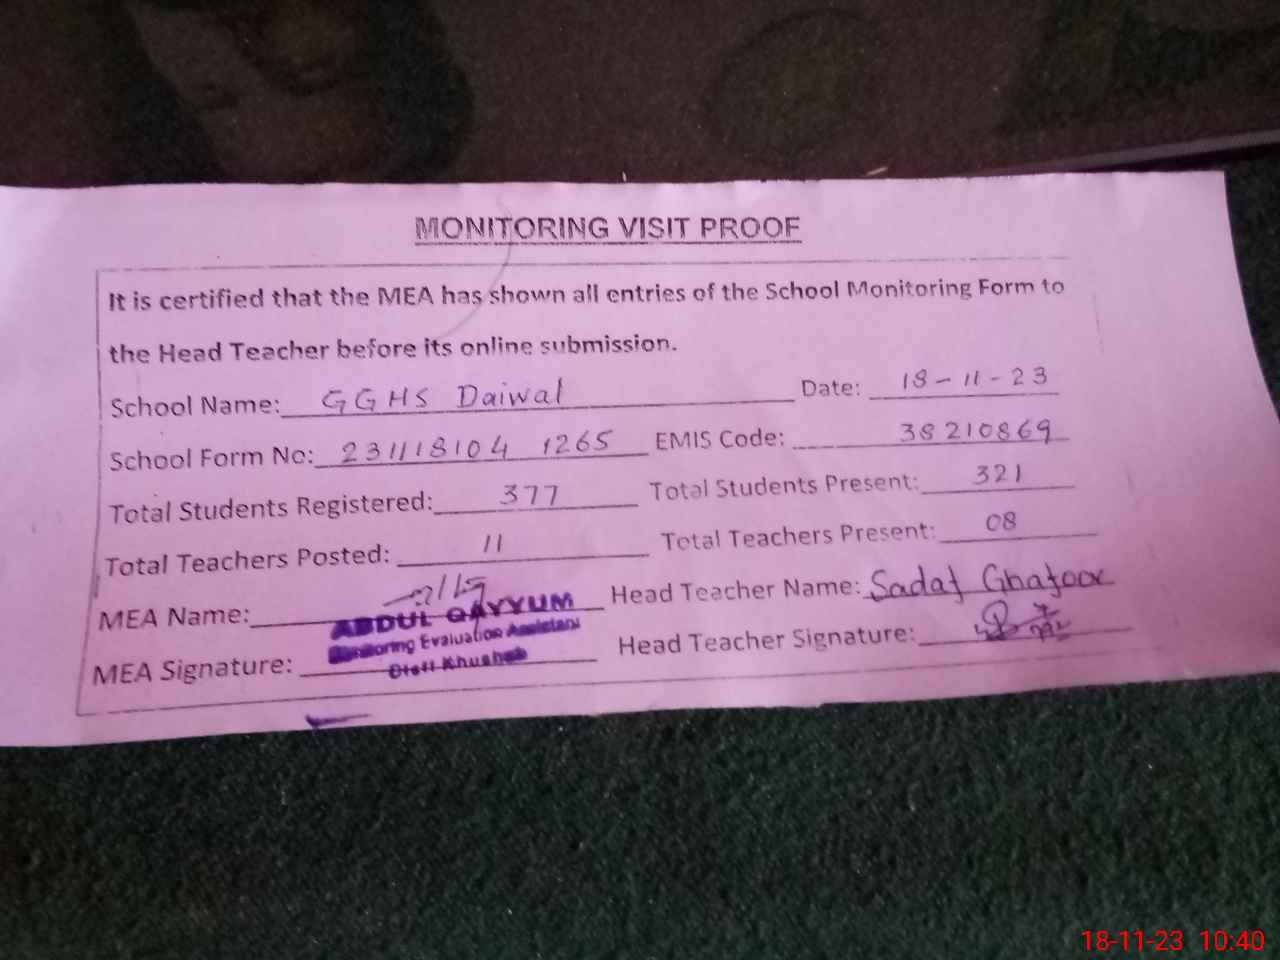 MONITORING VISIT PROOF
It is certified that the MEA has shown all entries of the School Monitoring Form to
the Head Teacher before its online submission.
School Name: GGHS Daiwal Date: 18-11-23
School Form No: 231118104 1265 EMIS Code: 38210869
Total Students Registered: 377 Total Students Present: 321
Total Teachers Posted: 11 Total Teachers Present: 08
MEA Name: Head Teacher Name: Sadaf Ghafoor
ABDUL QAYYUM
Monitoring Evaluation Assistant
MEA Signature: Head Teacher Signature:
Distt Khushab
18-11-23 10:40